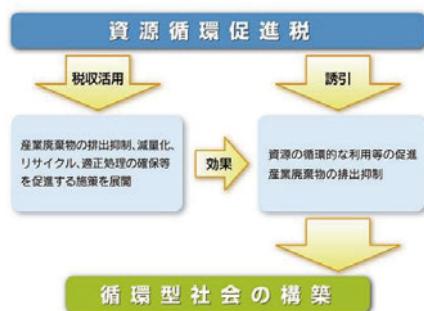 資源循環促進税
税収活用
誘引
産業廃棄物の排出抑制、減量化、
リサイクル、適正処理の確保等
を促進する施策を展開
効果
資源の循環的な利用等の促進
産業廃棄物の排出抑制
循環型社会の構築